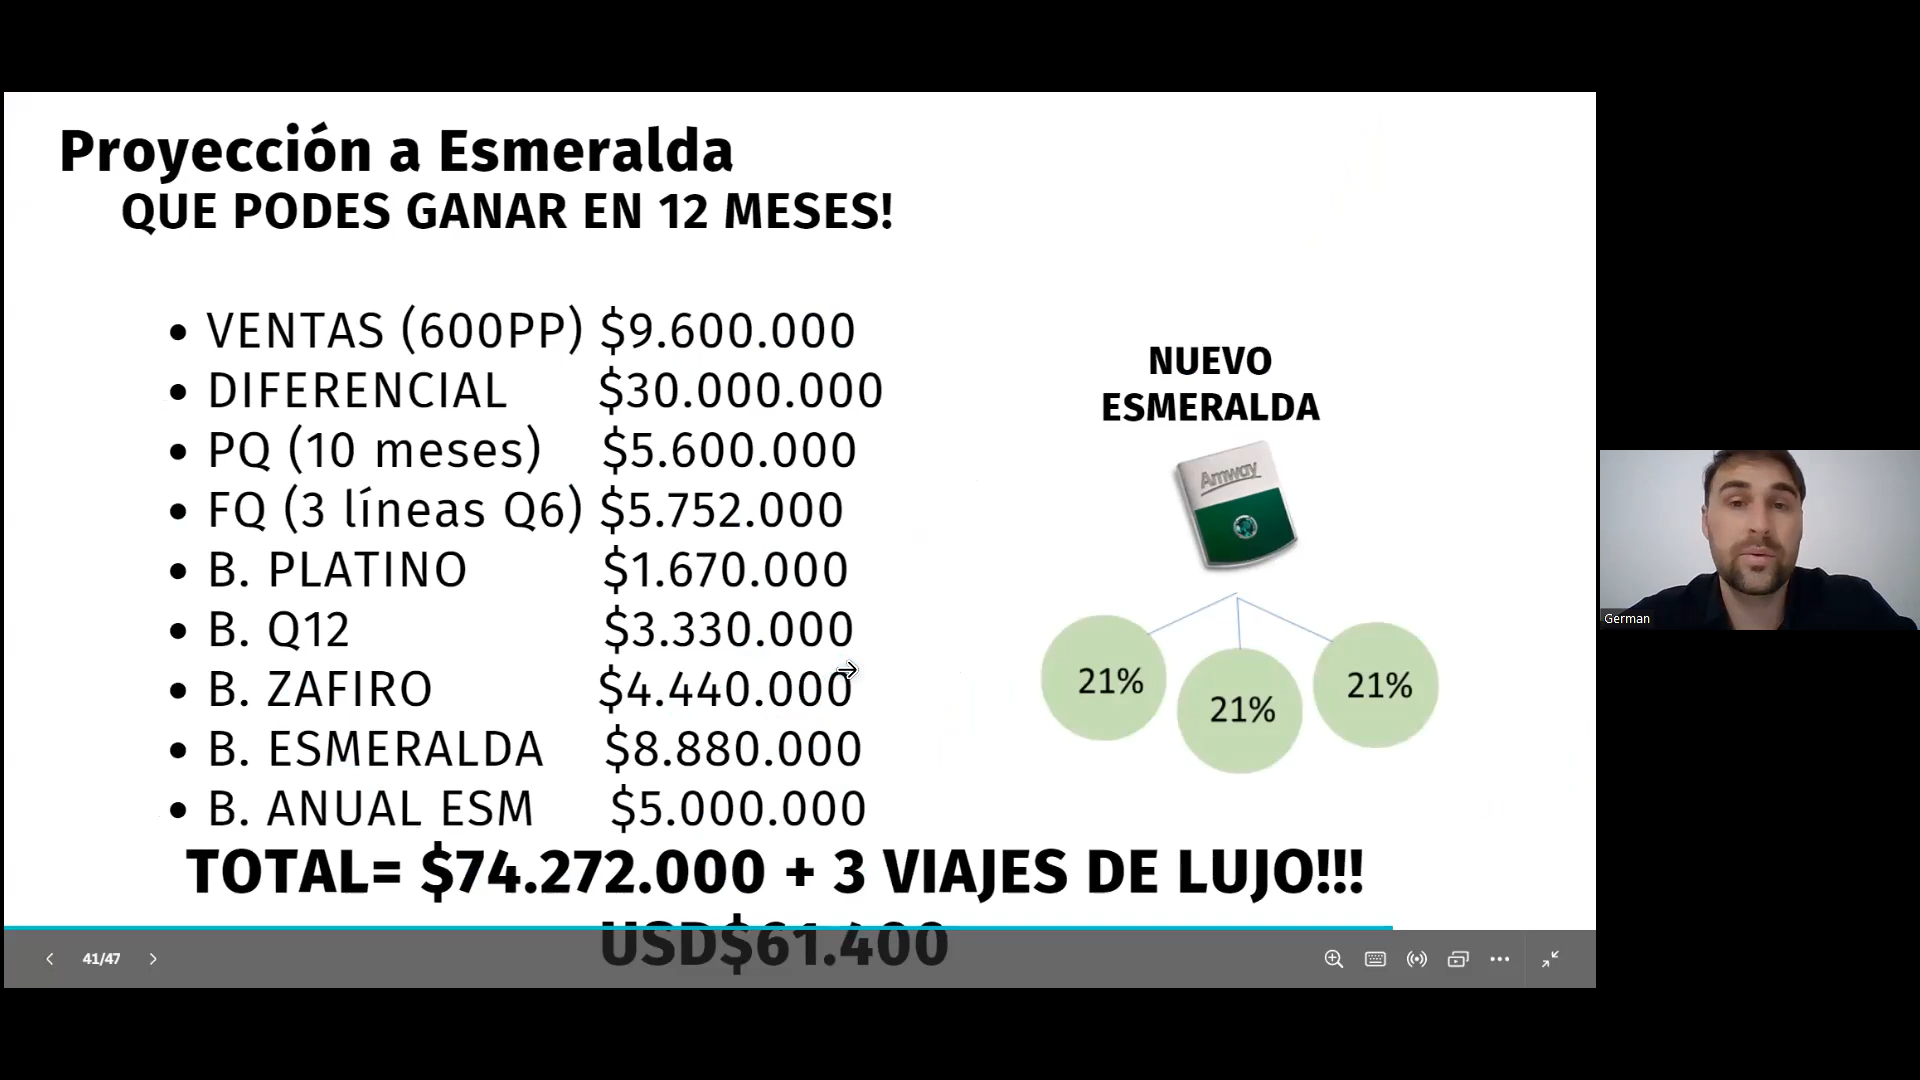 Proyección a Esmeralda
QUE PODES GANAR EN 12 MESES!
• VENTAS (600PP) $9.600.000
• DIFERENCIAL $30.000.000
• PQ (10 meses) $5.600.000
• FQ (3 líneas Q6) $5.752.000
• B. PLATINO $1.670.000
• B. Q12 $3.330.000
• B. ZAFIRO $4.440.000
• B. ESMERALDA $8.880.000
• B. ANUAL ESM $5.000.000
TOTAL= $74.272.000 + 3 VIAJES DE LUJO!!!
USD$61.400
NUEVO
ESMERALDA
Amway
21%
21%
21%
41/47
German